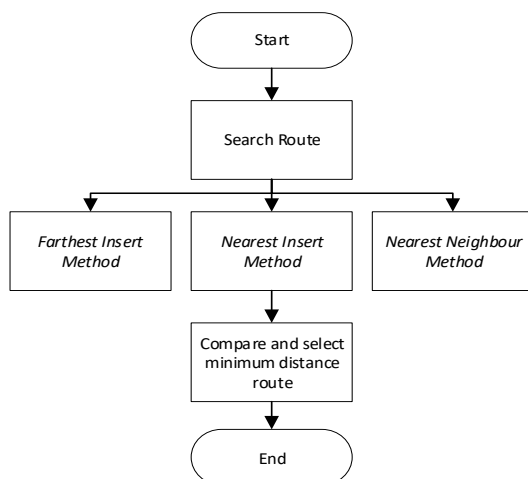 Start
Search Route
Farthest Insert
Method
Nearest Insert
Method
Nearest Neighbour
Method
Compare and select
minimum distance
route
End